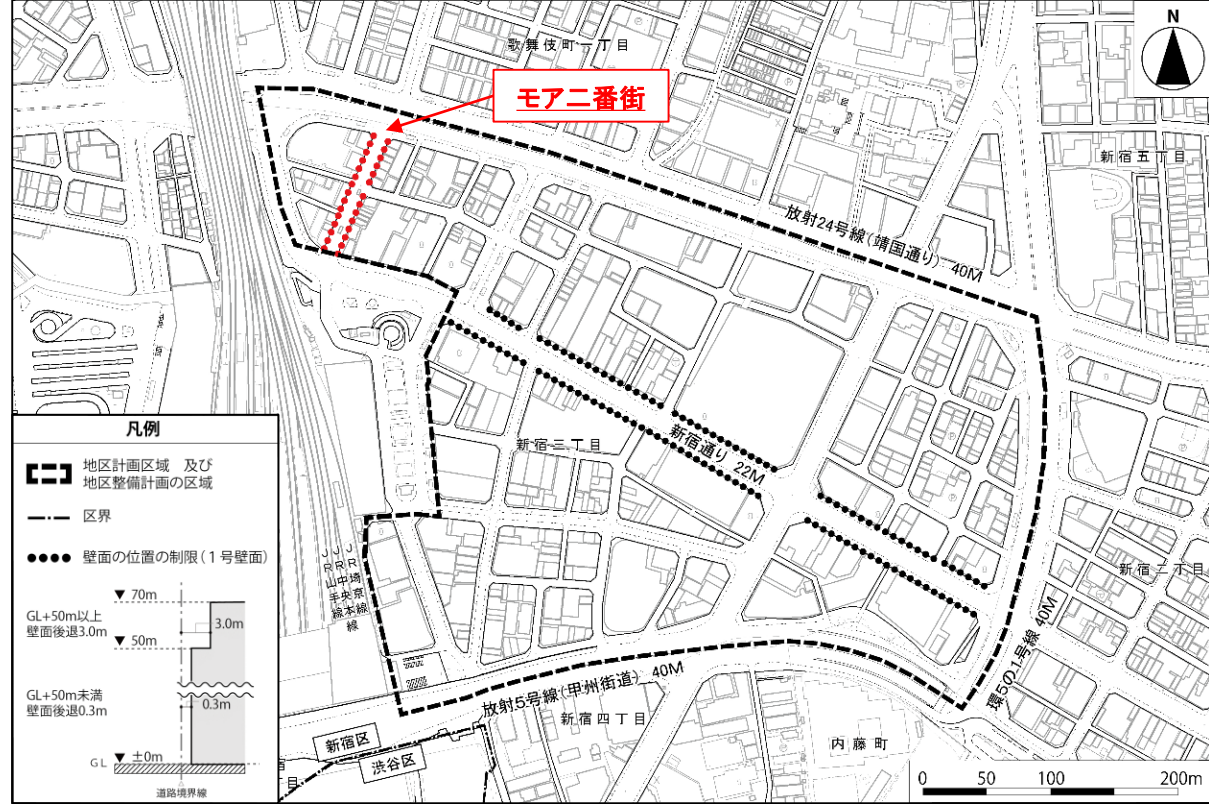 歌舞伎町一丁目
N
モア二番街
新宿五丁目
放射24号線(靖国通り) 40M
新宿通り 22M
新宿三丁目
凡例
地区計画区域 及び
地区整備計画の区域
区界
壁面の位置の制限(1号壁面)
▼ 70m
GL+50m以上
壁面後退3.0m
3.0m
▼ 50m
GL+50m未満
壁面後退0.3m
0.3m
GL ▼ ±0m
道路境界線
JR埼京線
JR中央本線
JR山手線
新宿二丁目
環5の1号線 40M
放射5号線(甲州街道) 40M
新宿四丁目
新宿区
渋谷区
丁目
内藤町
0 50 100 200m